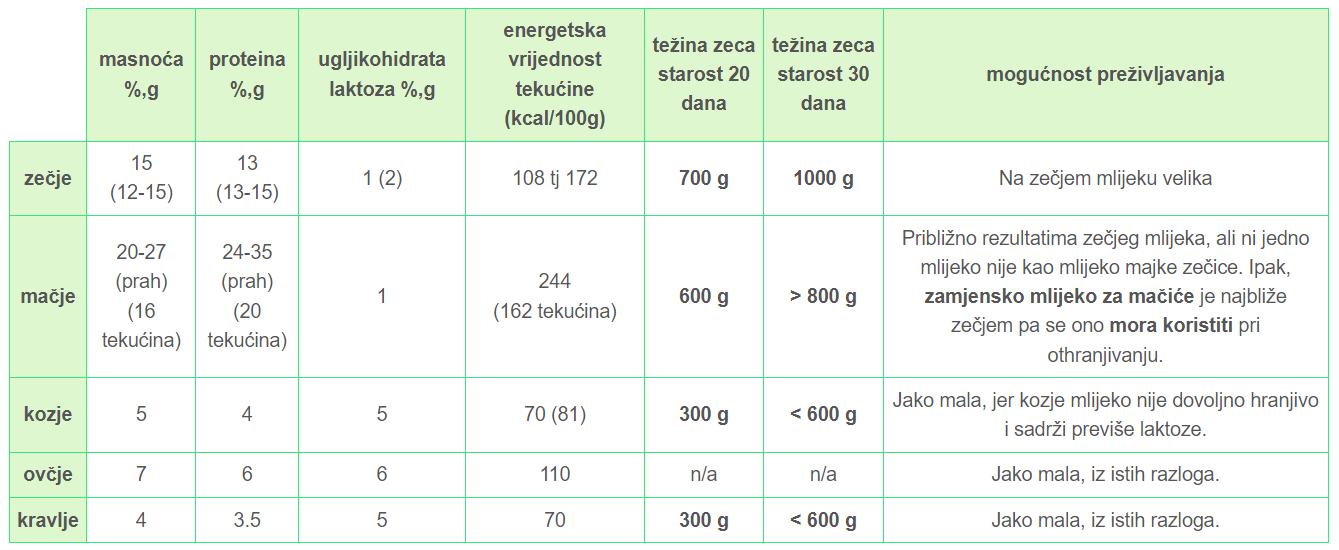 masnoća %,g
proteina %,g
ugljikohidrata laktoza %,g
energetska vrijednost tekućine (kcal/100g)
težina zeca starost 20 dana
težina zeca starost 30 dana
mogućnost preživljavanja
zečje
15 (12-15)
13 (13-15)
1 (2)
108 tj 172
700 g
1000 g
Na zečjem mlijeku velika
mačje
20-27 (prah) (16 tekućina)
24-35 (prah) (20 tekućina)
1
244 (162 tekućina)
600 g
> 800 g
Približno rezultatima zečjeg mlijeka, ali ni jedno
mlijeko nije kao mlijeko majke zečice. Ipak,
zamjensko mlijeko za mačiće je najbliže
zečjem pa se ono mora koristiti pri
othranjivanju.
kozje
5
4
5
70 (81)
300 g
< 600 g
Jako mala, jer kozje mlijeko nije dovoljno hranjivo
i sadrži previše laktoze.
ovčje
7
6
6
110
n/a
n/a
Jako mala, iz istih razloga.
kravlje
4
3.5
5
70
300 g
< 600 g
Jako mala, iz istih razloga.